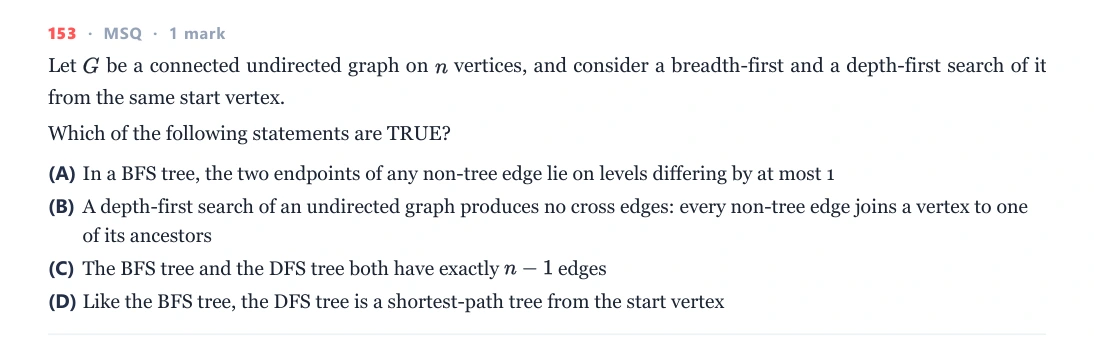 153 · MSQ · 1 mark
Let G be a connected undirected graph on n vertices, and consider a breadth-first and a depth-first search of it
from the same start vertex.
Which of the following statements are TRUE?
(A) In a BFS tree, the two endpoints of any non-tree edge lie on levels differing by at most 1
(B) A depth-first search of an undirected graph produces no cross edges: every non-tree edge joins a vertex to one
of its ancestors
(C) The BFS tree and the DFS tree both have exactly n − 1 edges
(D) Like the BFS tree, the DFS tree is a shortest-path tree from the start vertex